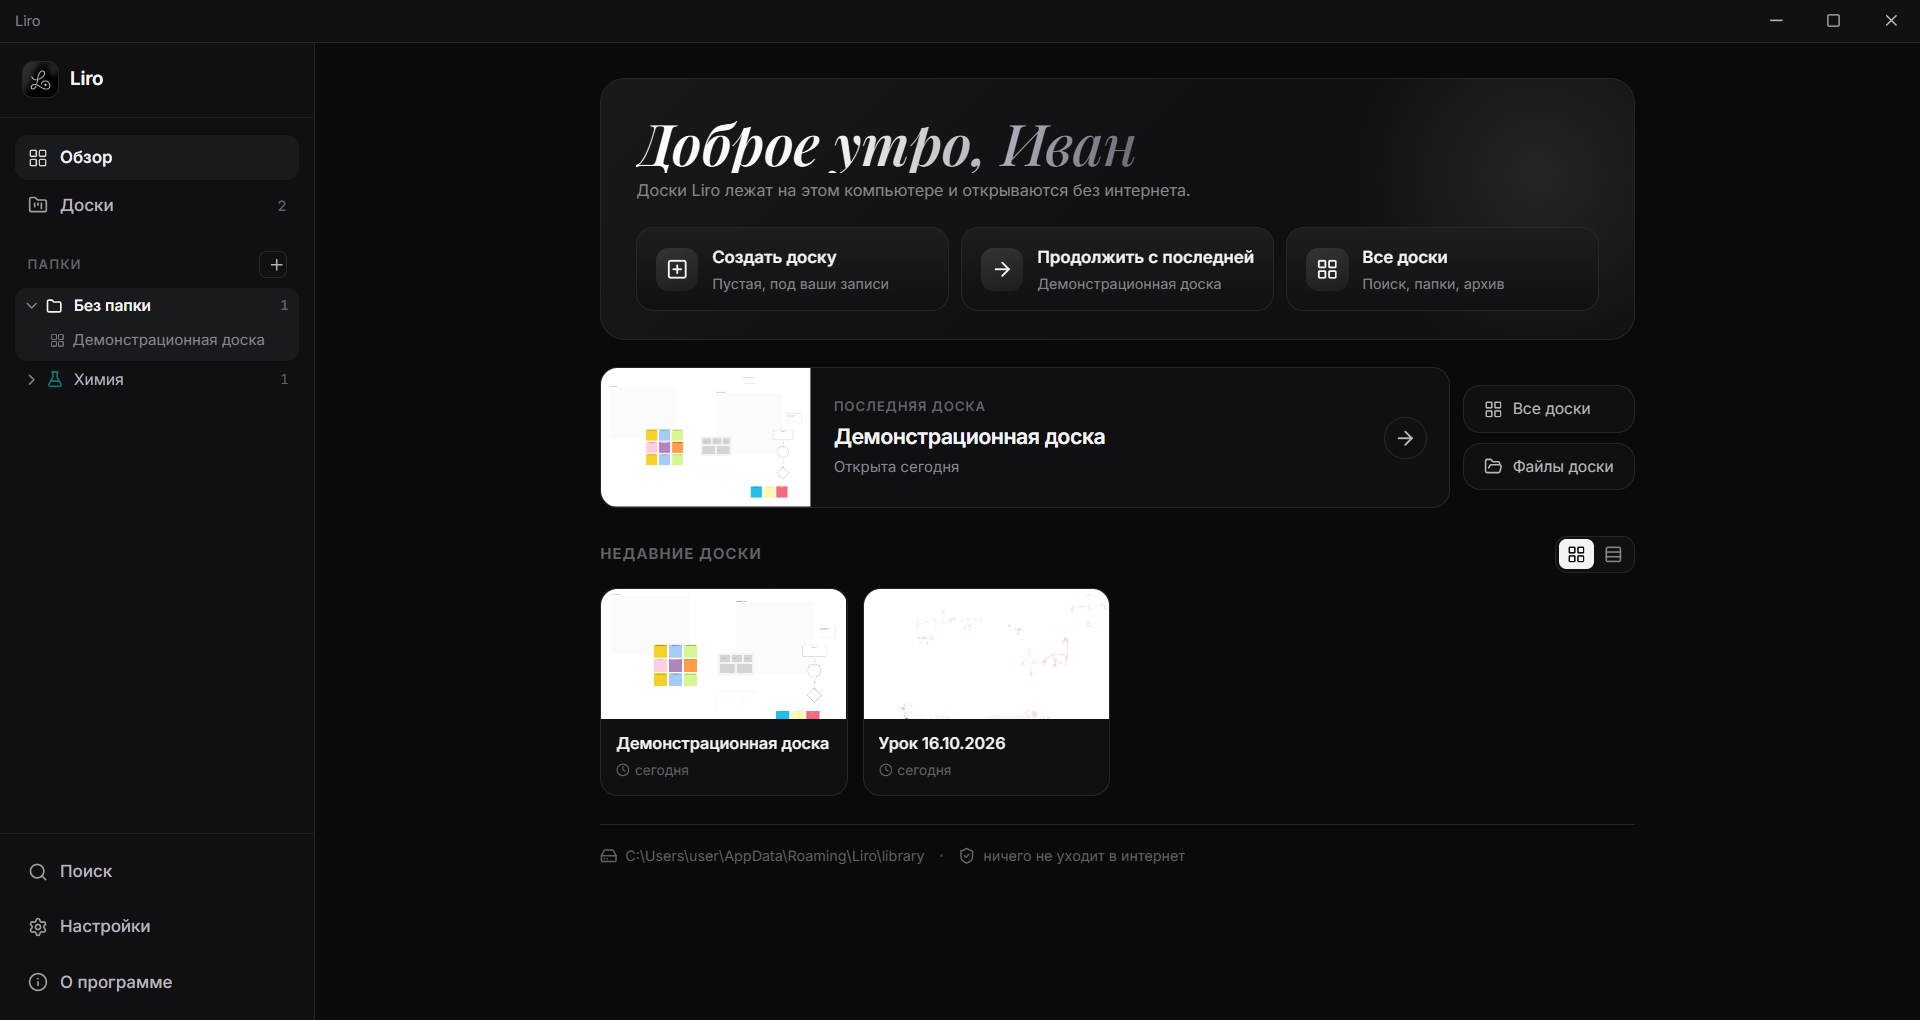 Liro
Liro
Обзор
Доски 2
ПАПКИ
Без папки 1
Демонстрационная доска
Химия 1
Поиск
Настройки
О программе
Доброе утро, Иван
Доски Liro лежат на этом компьютере и открываются без интернета.
Создать доску
Пустая, под ваши записи
Продолжить с последней
Демонстрационная доска
Все доски
Поиск, папки, архив
ПОСЛЕДНЯЯ ДОСКА
Демонстрационная доска
Открыта сегодня
Все доски
Файлы доски
НЕДАВНИЕ ДОСКИ
Демонстрационная доска
сегодня
Урок 16.10.2026
сегодня
C:\Users\user\AppData\Roaming\Liro\library · ничего не уходит в интернет